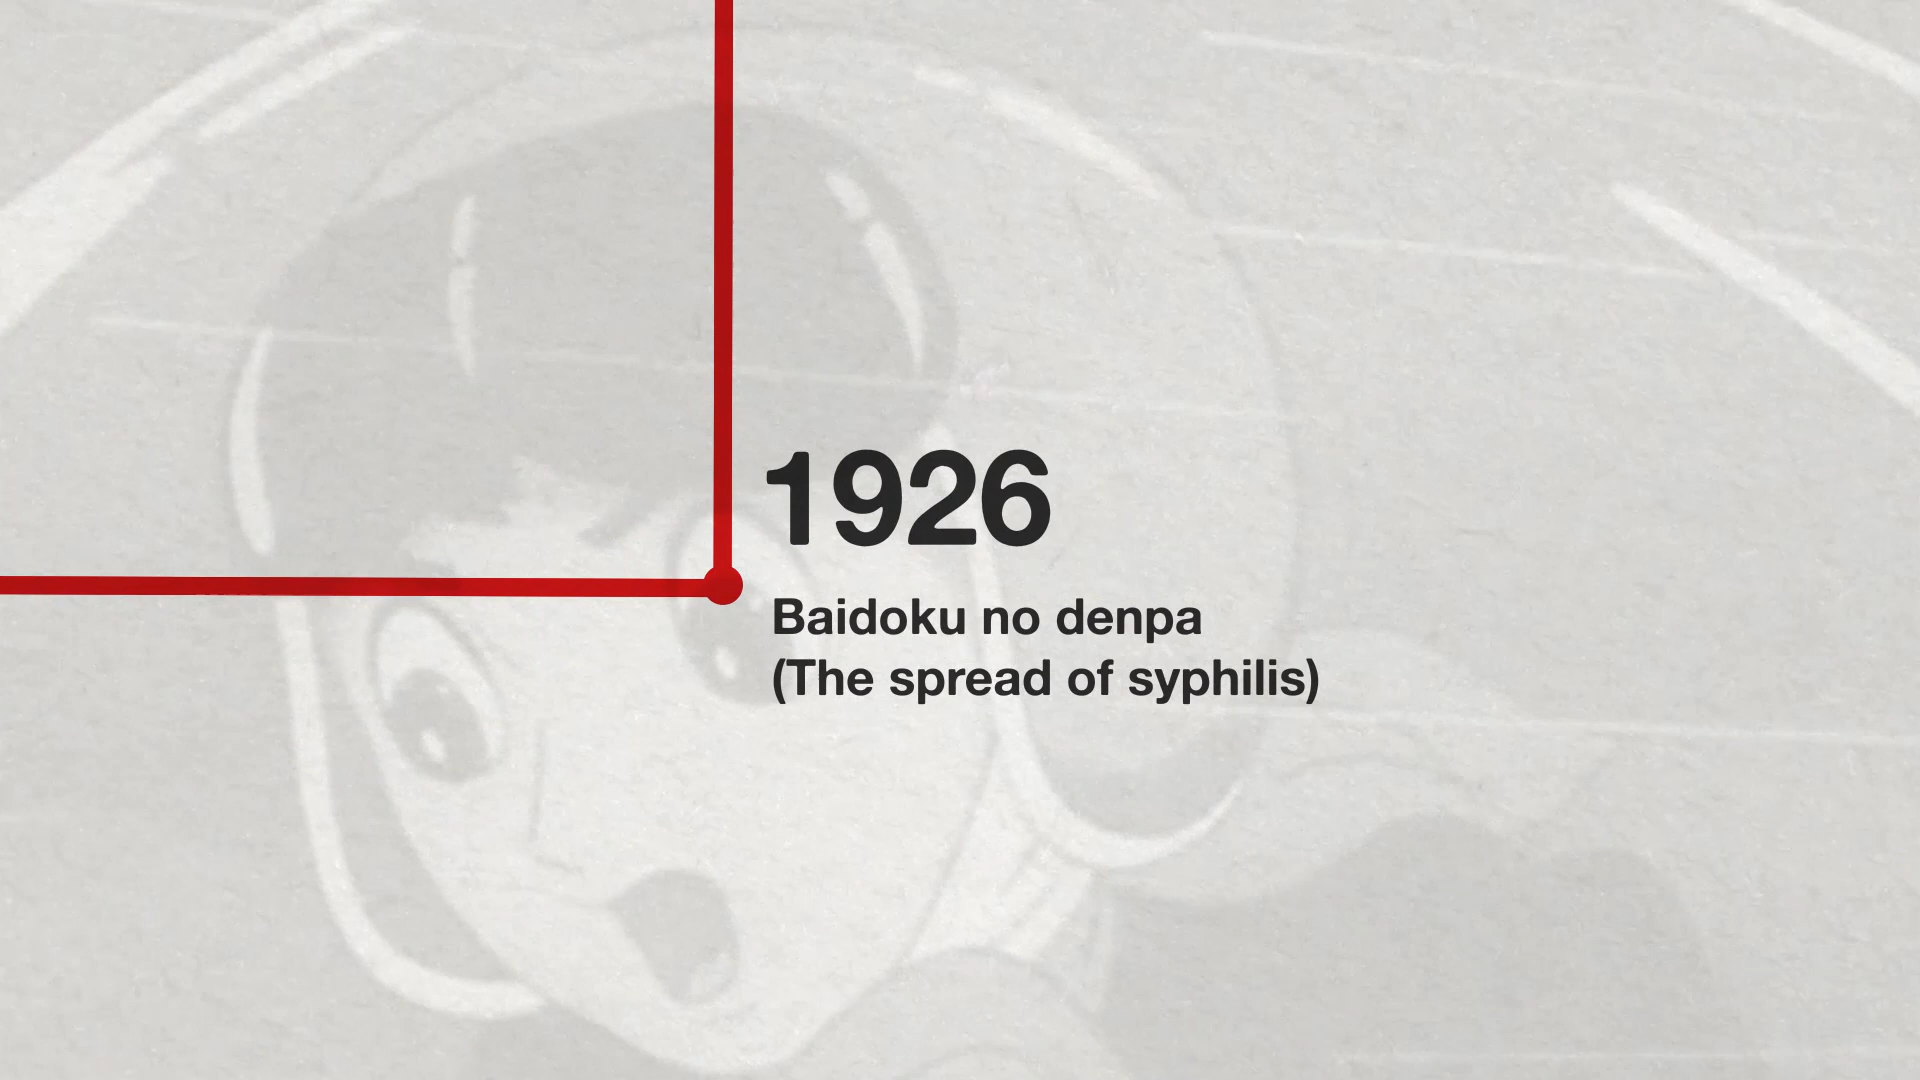 1926
Baidoku no denpa
(The spread of syphilis)